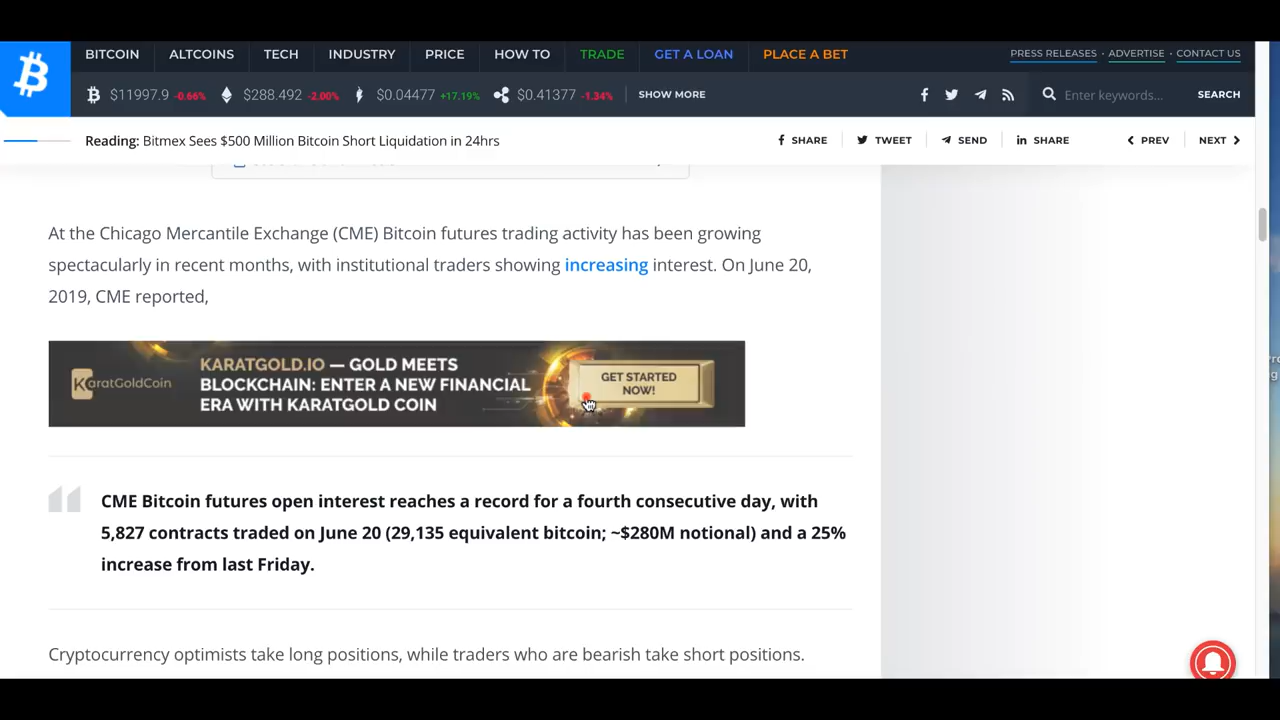 BITCOIN ALTCOINS TECH INDUSTRY PRICE HOW TO TRADE GET A LOAN PLACE A BET PRESS RELEASES · ADVERTISE · CONTACT US
$11997.9 -0.66% $288.492 -2.00% $0.04477 +17.19% $0.41377 -1.34% SHOW MORE Enter keywords... SEARCH
Reading: Bitmex Sees $500 Million Bitcoin Short Liquidation in 24hrs SHARE TWEET SEND SHARE PREV NEXT
At the Chicago Mercantile Exchange (CME) Bitcoin futures trading activity has been growing
spectacularly in recent months, with institutional traders showing increasing interest. On June 20,
2019, CME reported,
KaratGoldCoin
KARATGOLD.IO — GOLD MEETS
BLOCKCHAIN: ENTER A NEW FINANCIAL
ERA WITH KARATGOLD COIN
GET STARTED
NOW!
CME Bitcoin futures open interest reaches a record for a fourth consecutive day, with
5,827 contracts traded on June 20 (29,135 equivalent bitcoin; ~$280M notional) and a 25%
increase from last Friday.
Cryptocurrency optimists take long positions, while traders who are bearish take short positions.